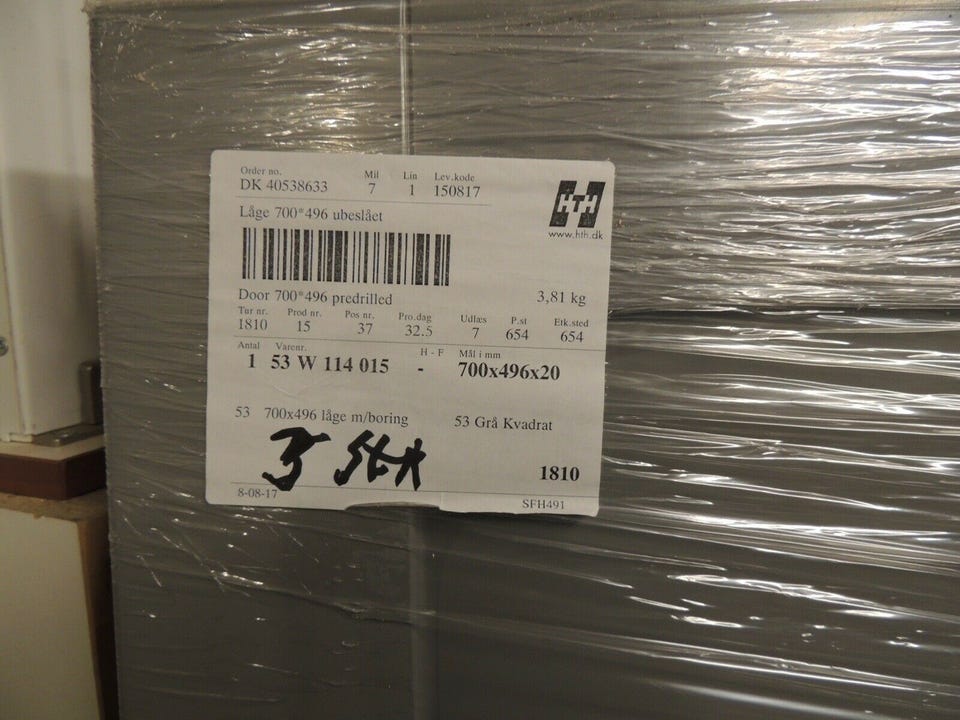 Order no. Mil Lin Lev.kode
DK 40538633 7 1 150817
HTH
www.hth.dk
Låge 700*496 ubeslået
Door 700*496 predrilled 3,81 kg
Tur nr. Prod nr. Pos nr. Pro.dag Udlæs P.st Etk.sted
1810 15 37 32.5 7 654 654
Antal Varenr. H - F Mål i mm
1 53 W 114 015 - 700x496x20
53 700x496 låge m/boring 53 Grå Kvadrat
3 stk
1810
8-08-17 SFH491